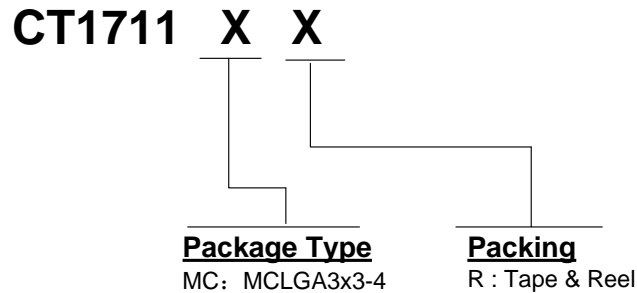 CT1711 X X
Package Type
MC：MCLGA3x3-4
Packing
R : Tape & Reel